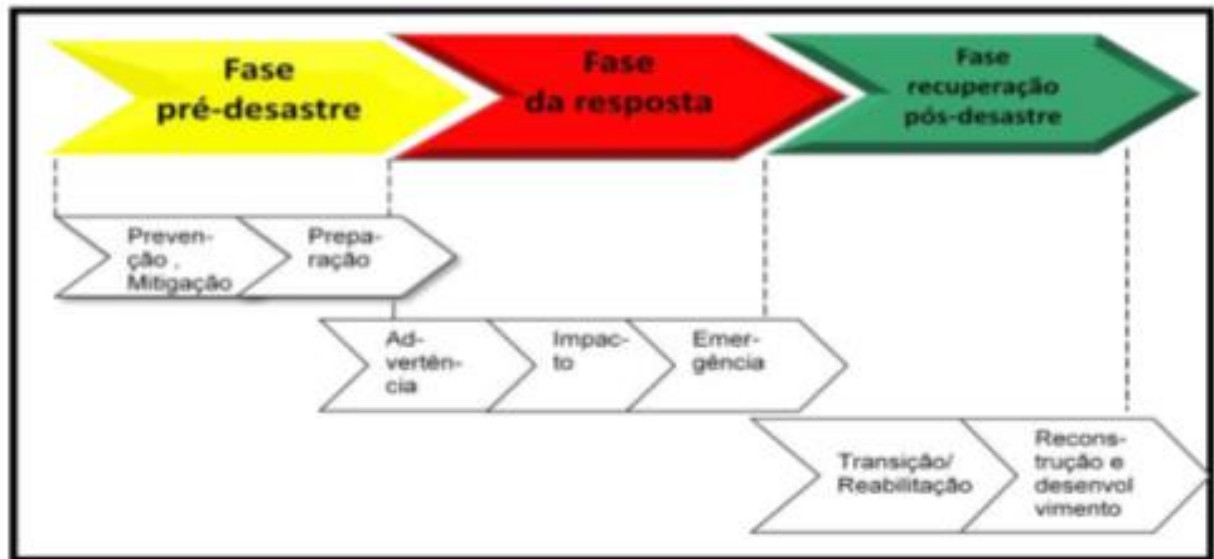 Fase
pré-desastre
Fase
da resposta
Fase
recuperação
pós-desastre
Preven-
ção ,
Mitigação
Prepa-
ração
Ad-
vertên-
cia
Impac-
to
Emer-
gência
Transição/
Reabilitação
Recons-
trução e
desenvol
vimento